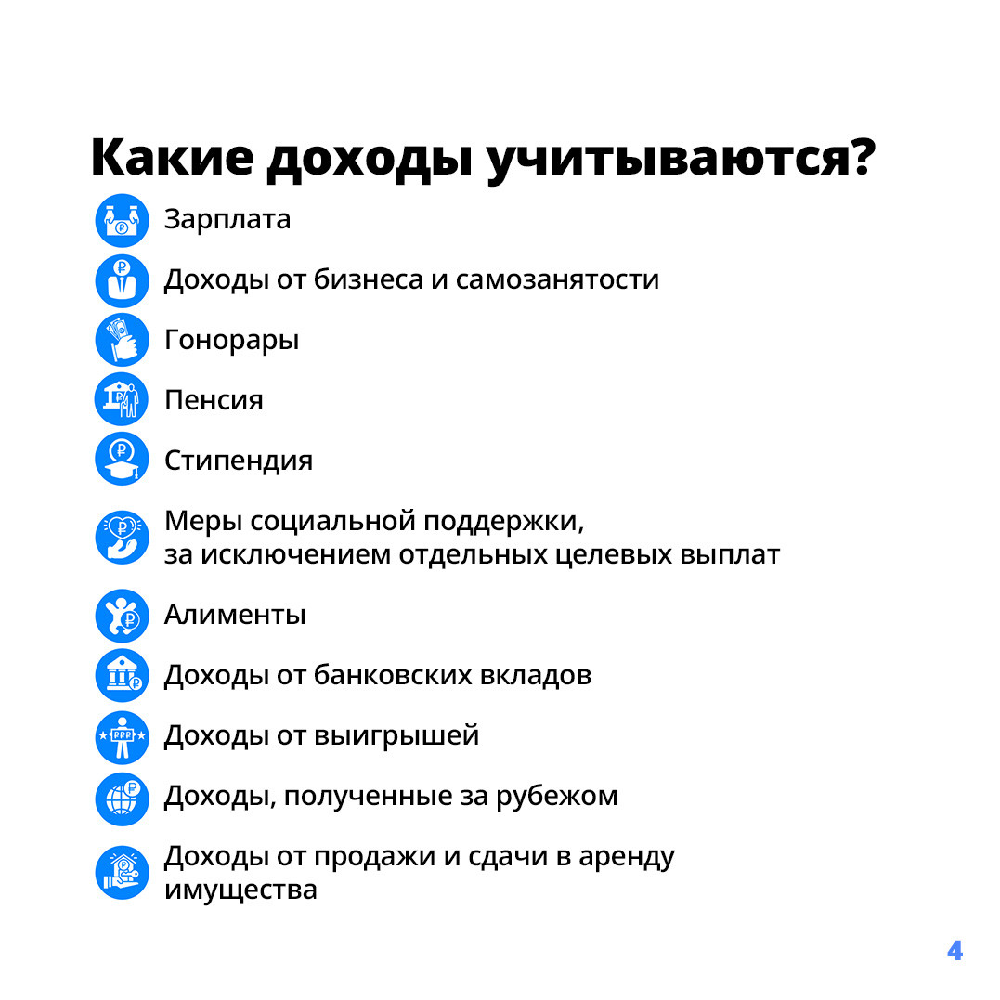 Какие доходы учитываются?
Зарплата
Доходы от бизнеса и самозанятости
Гонорары
Пенсия
Стипендия
Меры социальной поддержки,
за исключением отдельных целевых выплат
Алименты
Доходы от банковских вкладов
Доходы от выигрышей
Доходы, полученные за рубежом
Доходы от продажи и сдачи в аренду
имущества
4